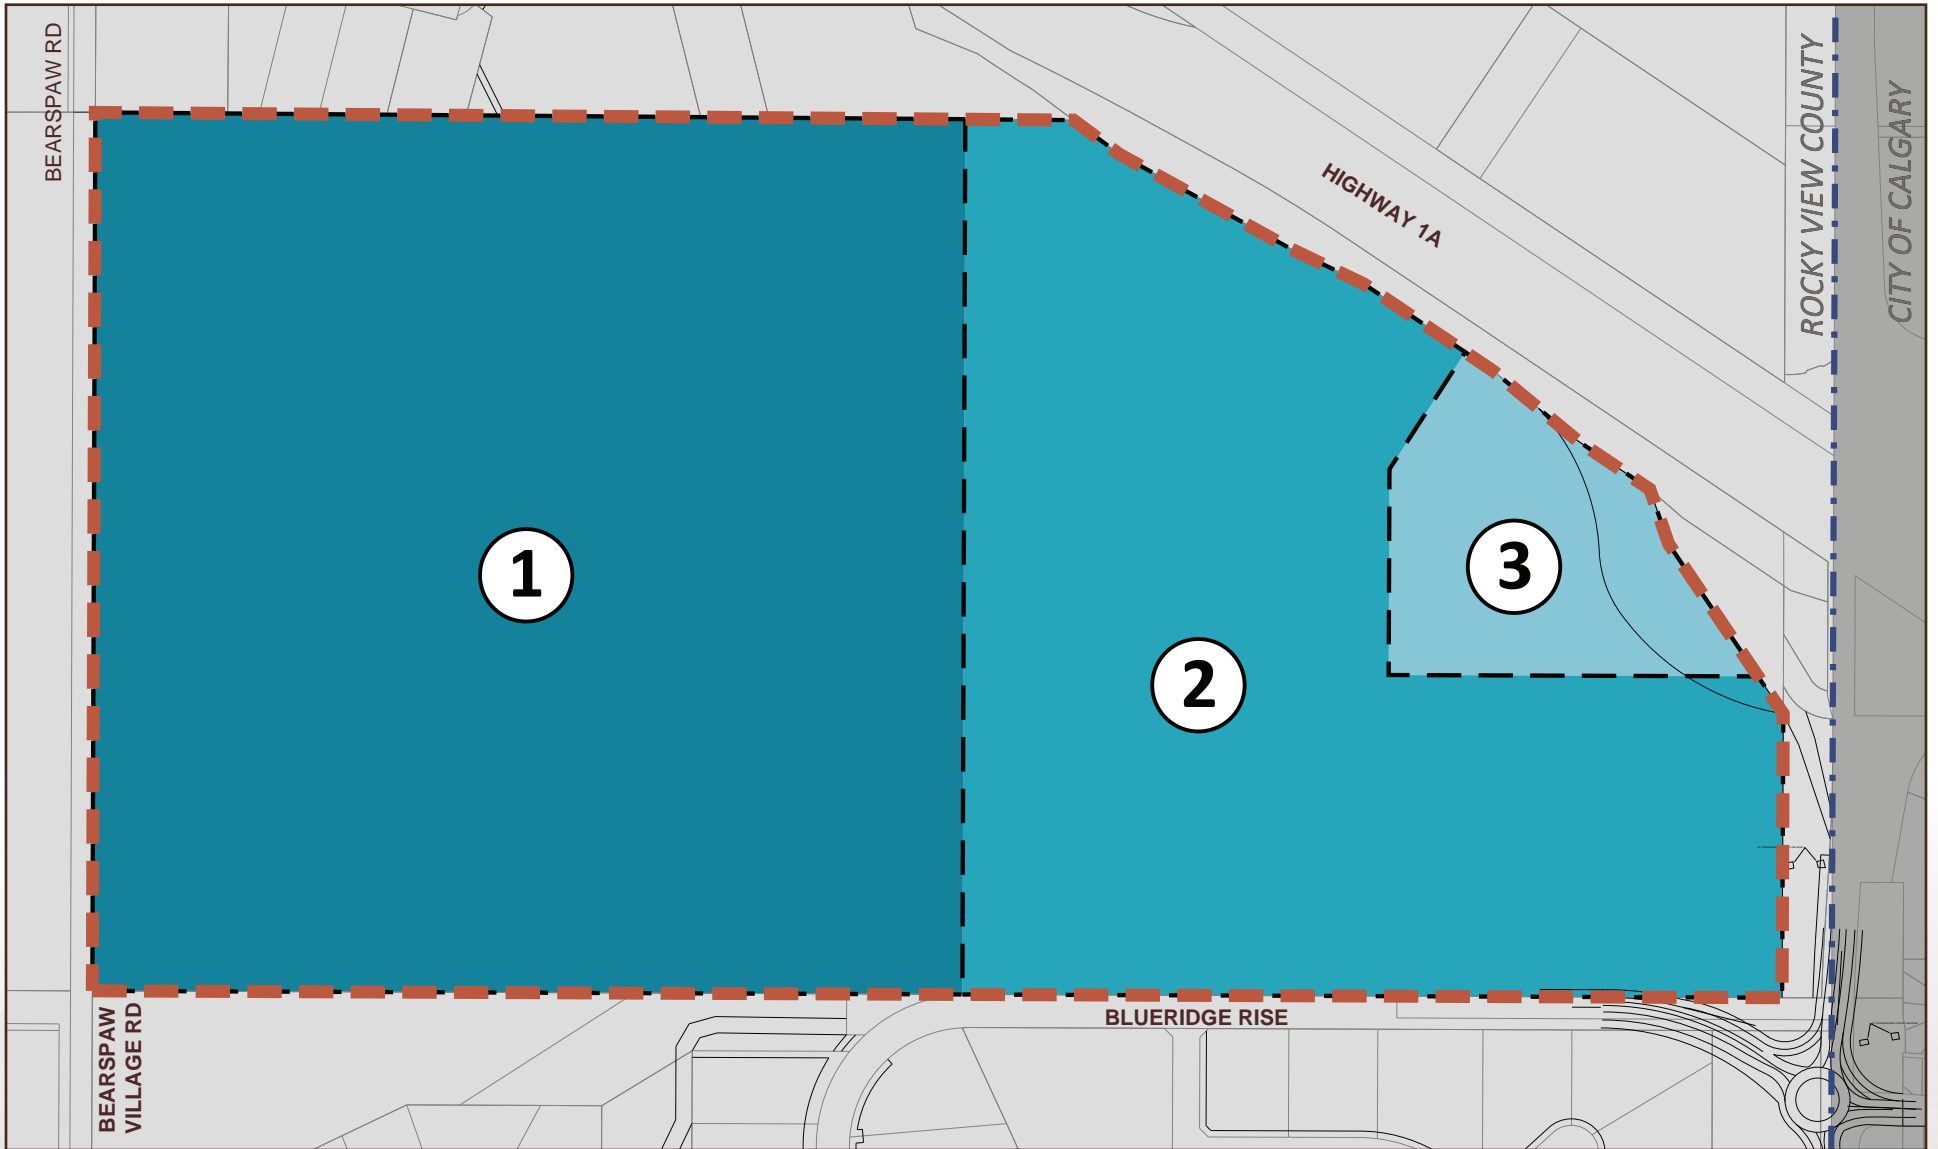 BEARSPAW RD
HIGHWAY 1A
ROCKY VIEW COUNTY
CITY OF CALGARY
1
2
3
BEARSPAW
VILLAGE RD
BLUERIDGE RISE